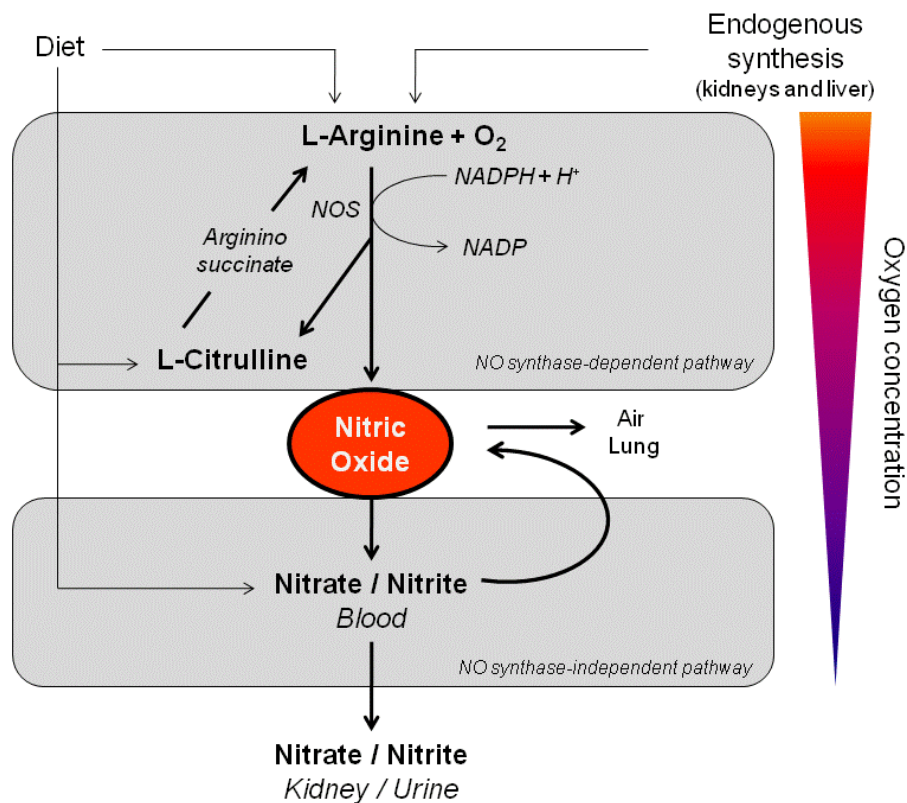 Diet
Endogenous
synthesis
(kidneys and liver)
L-Arginine + O₂
NADPH + H⁺
NOS
Arginino
succinate
NADP
L-Citrulline
NO synthase-dependent pathway
Nitric
Oxide
Air
Lung
Oxygen concentration
Nitrate / Nitrite
Blood
NO synthase-independent pathway
Nitrate / Nitrite
Kidney / Urine